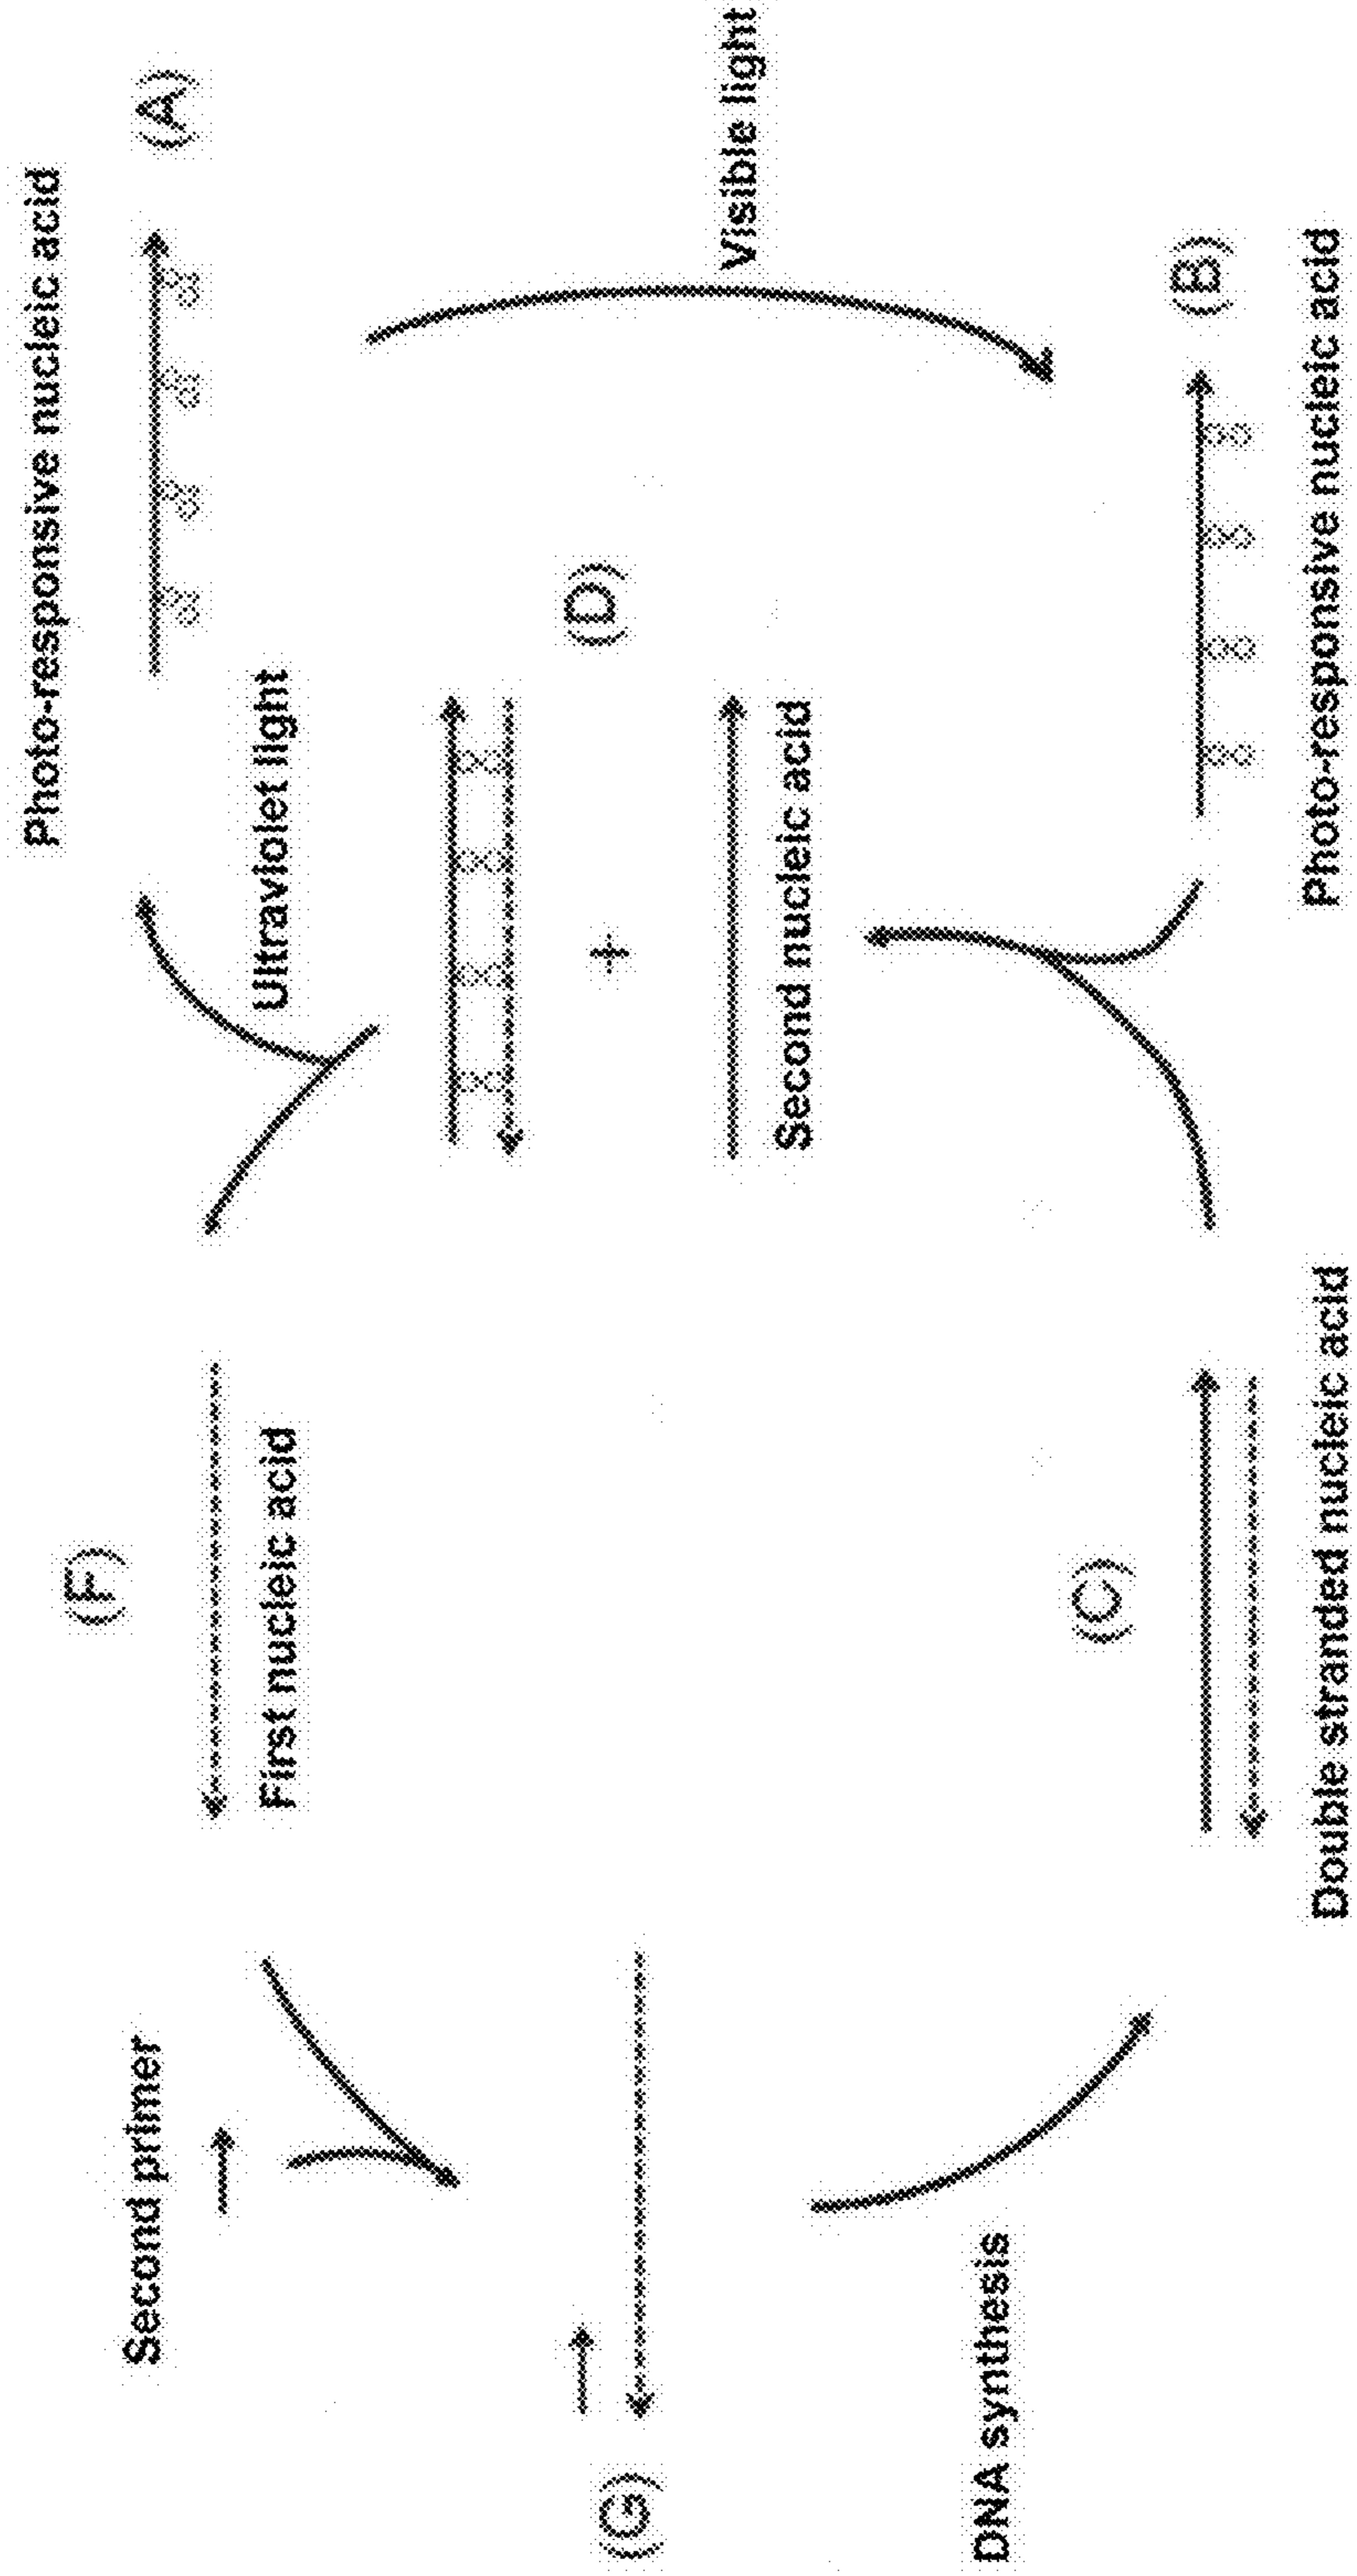 Photo-responsive nucleic acid
(F)
Second primer
(A)
First nucleic acid
Ultraviolet light
(D)
+
(G)
Visible light
Second nucleic acid
DNA synthesis
(C)
(B)
Double stranded nucleic acid
Photo-responsive nucleic acid